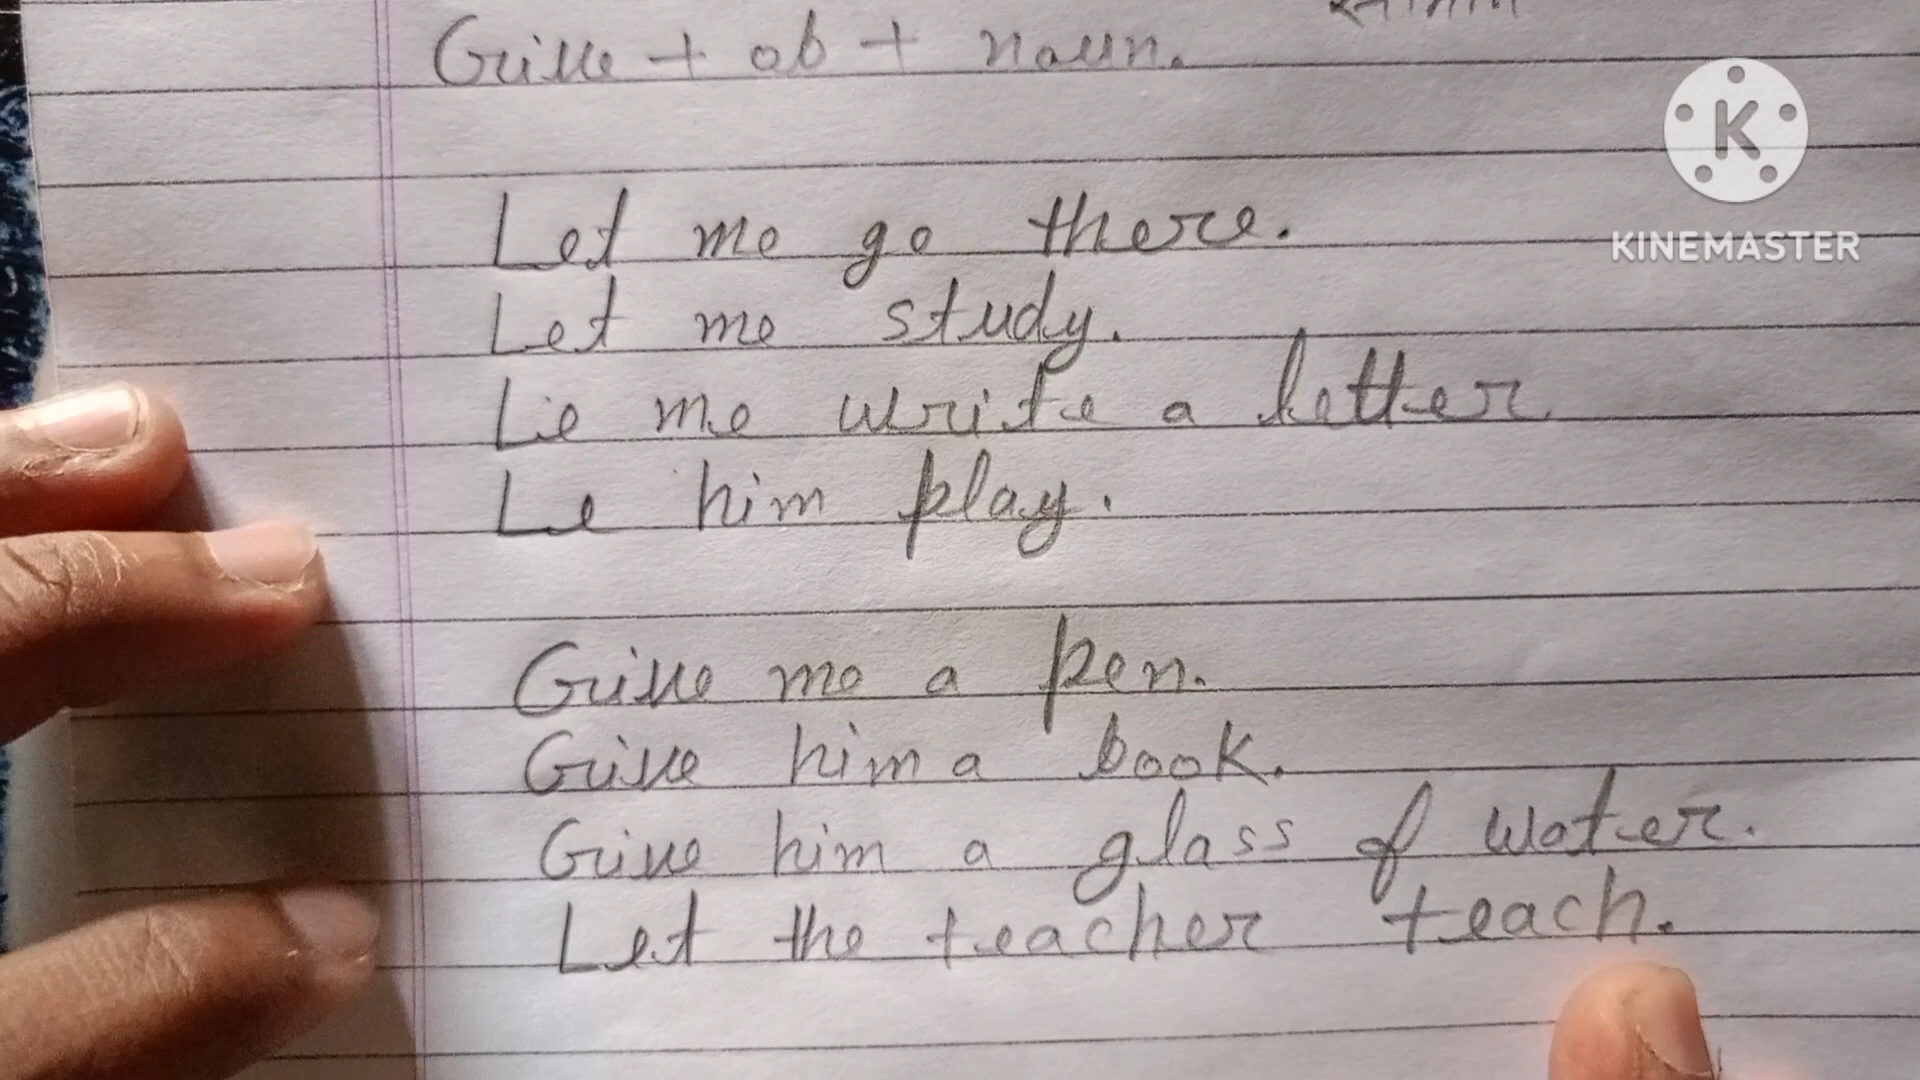 Give + ob + noun.
Let me go there.
Let me study.
Lie me write a letter
Le him play.
Give me a pen.
Give him a book.
Give him a glass of water.
Let the teacher teach.
K
KINEMASTER